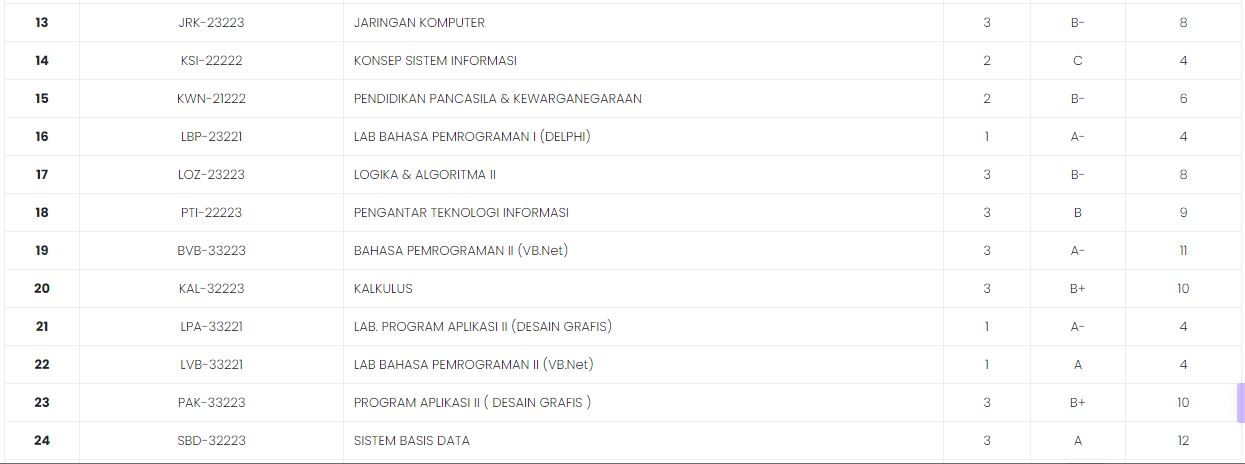 13 JRK-23223 JARINGAN KOMPUTER 3 B- 8
14 KSI-22222 KONSEP SISTEM INFORMASI 2 C 4
15 KWN-21222 PENDIDIKAN PANCASILA & KEWARGANEGARAAN 2 B- 6
16 LBP-23221 LAB BAHASA PEMROGRAMAN I (DELPHI) 1 A- 4
17 LOZ-23223 LOGIKA & ALGORITMA II 3 B- 8
18 PTI-22223 PENGANTAR TEKNOLOGI INFORMASI 3 B 9
19 BVB-33223 BAHASA PEMROGRAMAN II (VB.Net) 3 A- 11
20 KAL-32223 KALKULUS 3 B+ 10
21 LPA-33221 LAB. PROGRAM APLIKASI II (DESAIN GRAFIS) 1 A- 4
22 LVB-33221 LAB BAHASA PEMROGRAMAN II (VB.Net) 1 A 4
23 PAK-33223 PROGRAM APLIKASI II ( DESAIN GRAFIS ) 3 B+ 10
24 SBD-32223 SISTEM BASIS DATA 3 A 12